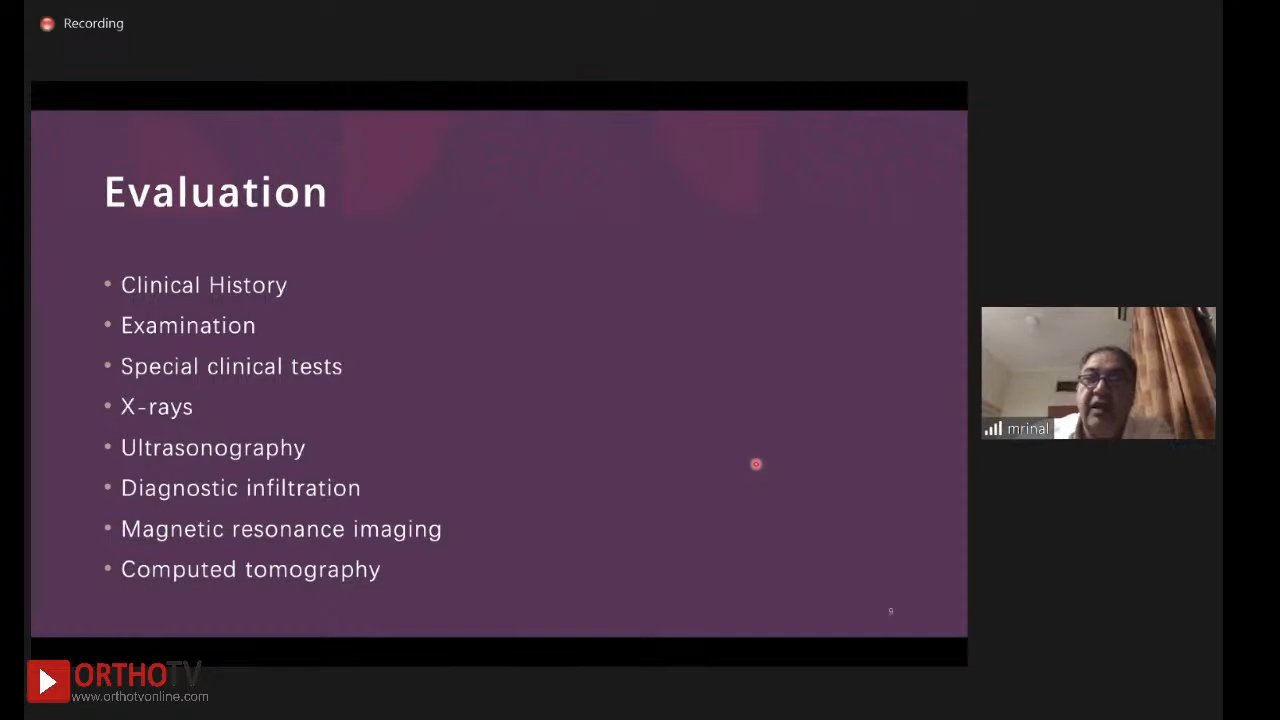 Recording
Evaluation
• Clinical History
• Examination
• Special clinical tests
• X-rays
• Ultrasonography
• Diagnostic infiltration
• Magnetic resonance imaging
• Computed tomography
9
mrinal
ORTHOTV
www.orthotvonline.com